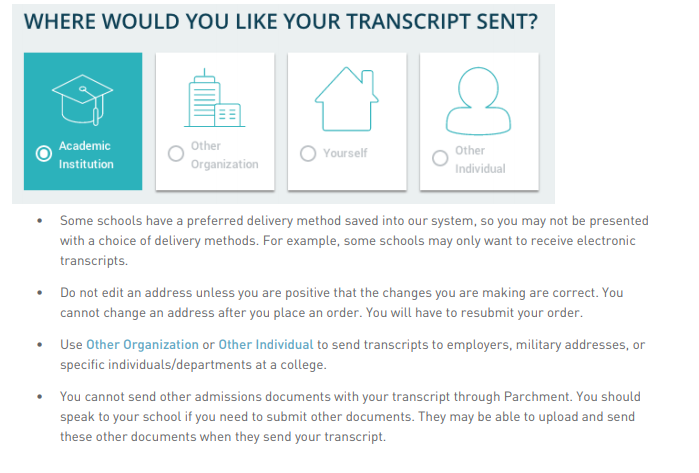 WHERE WOULD YOU LIKE YOUR TRANSCRIPT SENT?
Academic
Institution
Other
Organization
Yourself
Other
Individual
• Some schools have a preferred delivery method saved into our system, so you may not be presented
with a choice of delivery methods. For example, some schools may only want to receive electronic
transcripts.
• Do not edit an address unless you are positive that the changes you are making are correct. You
cannot change an address after you place an order. You will have to resubmit your order.
• Use Other Organization or Other Individual to send transcripts to employers, military addresses, or
specific individuals/departments at a college.
• You cannot send other admissions documents with your transcript through Parchment. You should
speak to your school if you need to submit other documents. They may be able to upload and send
these other documents when they send your transcript.